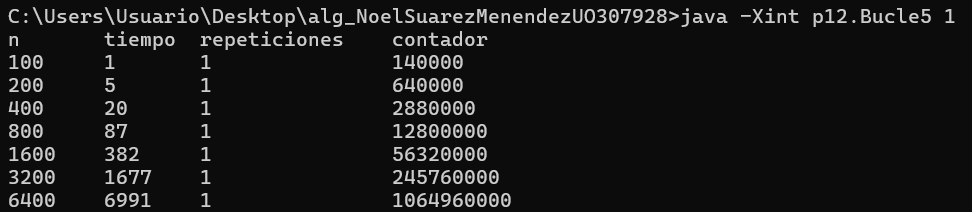 C:\Users\Usuario\Desktop\alg_NoelSuarezMenendezUO307928>java -Xint p12.Bucle5 1
n tiempo repeticiones contador
100 1 1 140000
200 5 1 640000
400 20 1 2880000
800 87 1 12800000
1600 382 1 56320000
3200 1677 1 245760000
6400 6991 1 1064960000